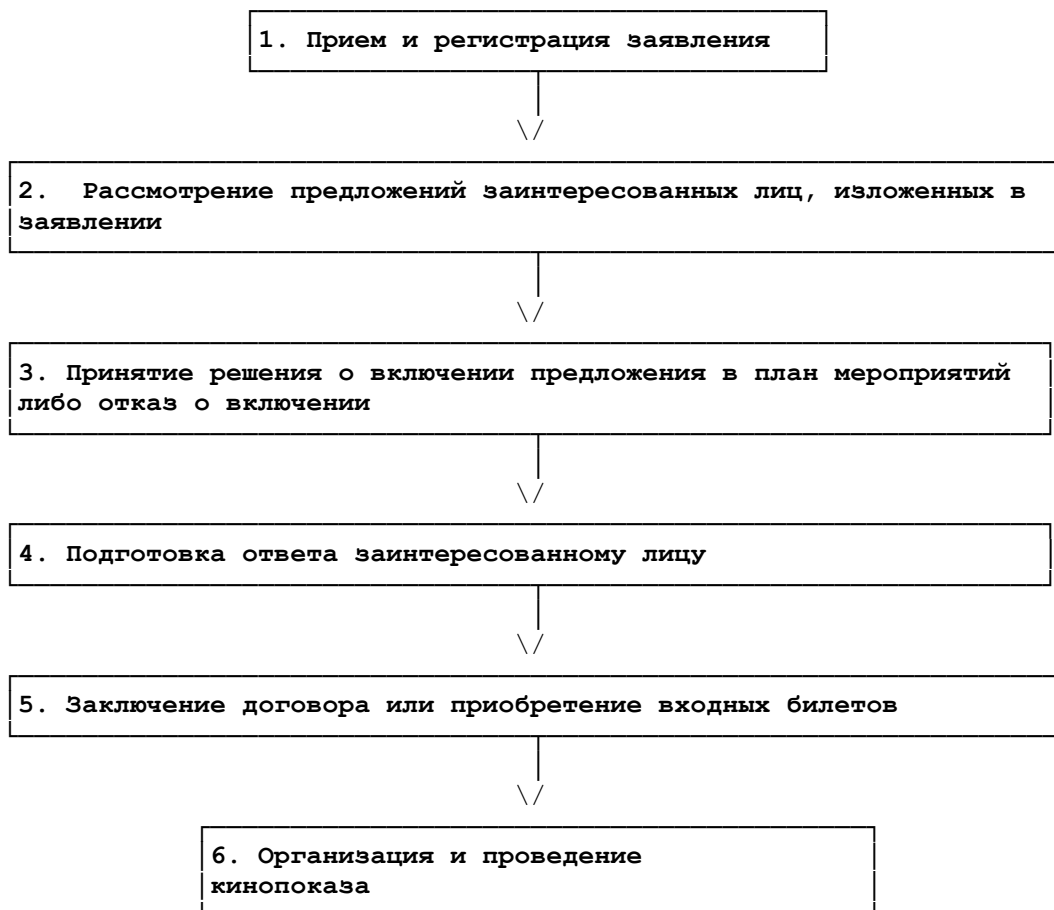 1. Прием и регистрация заявления
2. Рассмотрение предложений заинтересованных лиц, изложенных в
заявлении
3. Принятие решения о включении предложения в план мероприятий
либо отказ о включении
4. Подготовка ответа заинтересованному лицу
5. Заключение договора или приобретение входных билетов
6. Организация и проведение
кинопоказа